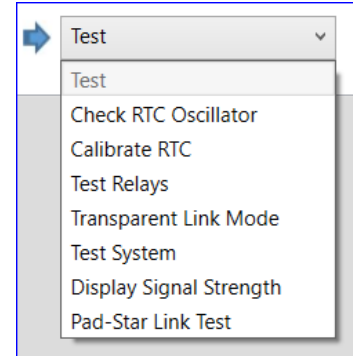 Test
Test
Check RTC Oscillator
Calibrate RTC
Test Relays
Transparent Link Mode
Test System
Display Signal Strength
Pad-Star Link Test